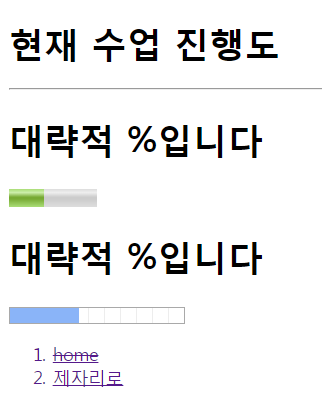 현재 수업 진행도
대략적 %입니다
대략적 %입니다
1. home
2. 제자리로